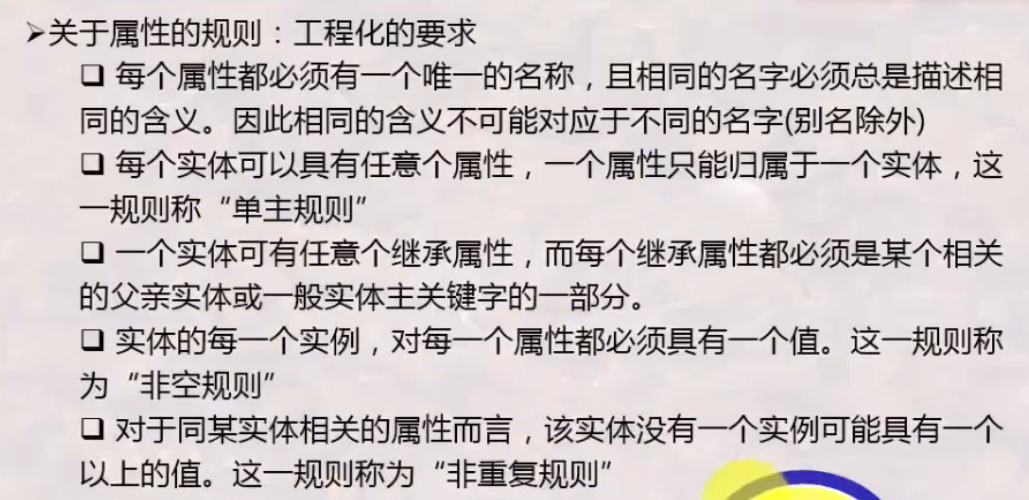 ➢关于属性的规则：工程化的要求
❑ 每个属性都必须有一个唯一的名称，且相同的名字必须总是描述相
同的含义。因此相同的含义不可能对应于不同的名字(别名除外)
❑ 每个实体可以具有任意个属性，一个属性只能归属于一个实体，这
一规则称“单主规则”
❑ 一个实体可有任意个继承属性，而每个继承属性都必须是某个相关
的父亲实体或一般实体主关键字的一部分。
❑ 实体的每一个实例，对每一个属性都必须具有一个值。这一规则称
为“非空规则”
❑ 对于同某实体相关的属性而言，该实体没有一个实例可能具有一个
以上的值。这一规则称为“非重复规则”